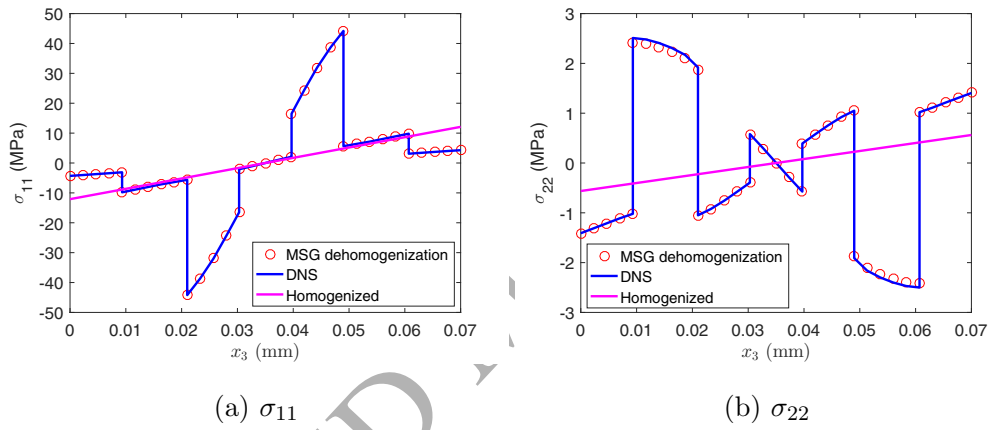 50
40
30
20
10
0
-10
-20
-30
-40
-50
σ11 (MPa)
MSG dehomogenization
DNS
Homogenized
0 0.01 0.02 0.03 0.04 0.05 0.06 0.07
x3 (mm)
(a) σ11
3
2
1
0
-1
-2
-3
σ22 (MPa)
MSG dehomogenization
DNS
Homogenized
0 0.01 0.02 0.03 0.04 0.05 0.06 0.07
x3 (mm)
(b) σ22